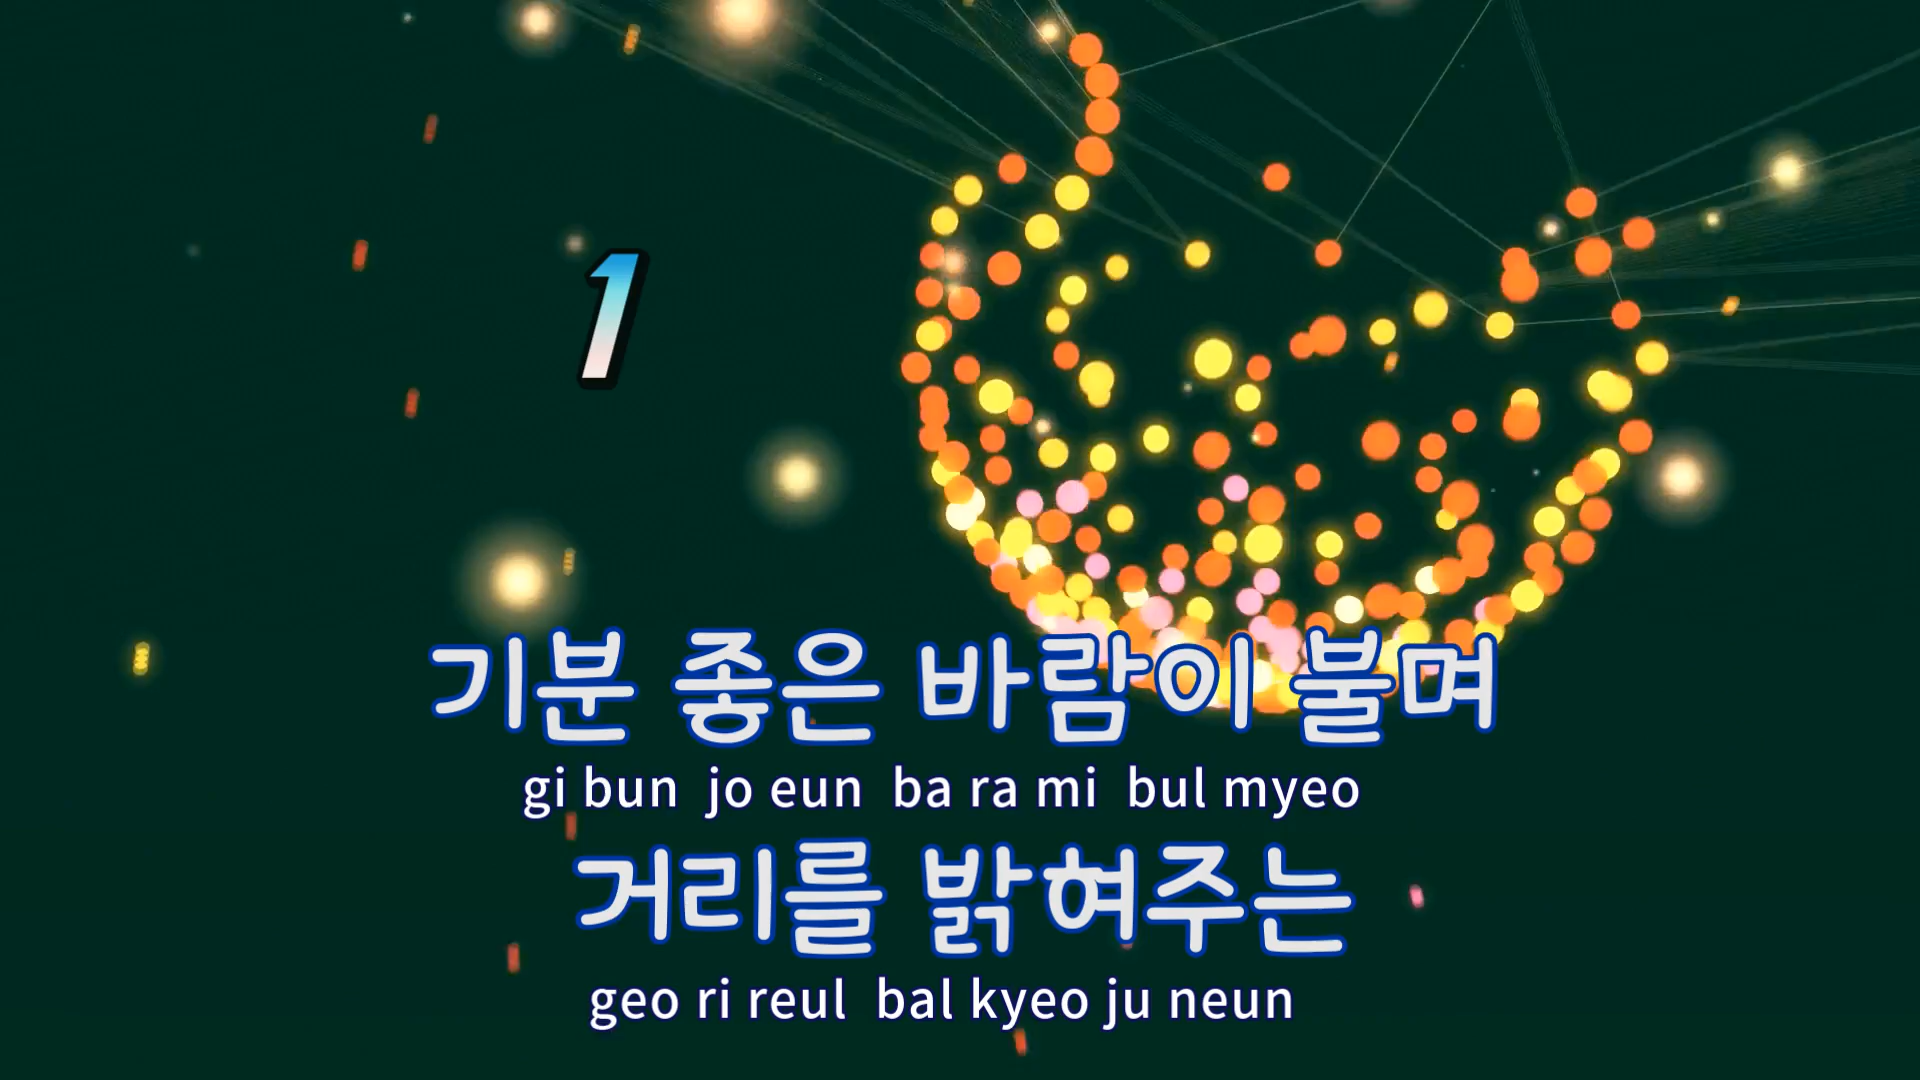 1
기분 좋은 바람이 불며
gi bun jo eun ba ra mi bul myeo
거리를 밝혀주는
geo ri reul bal kyeo ju neun